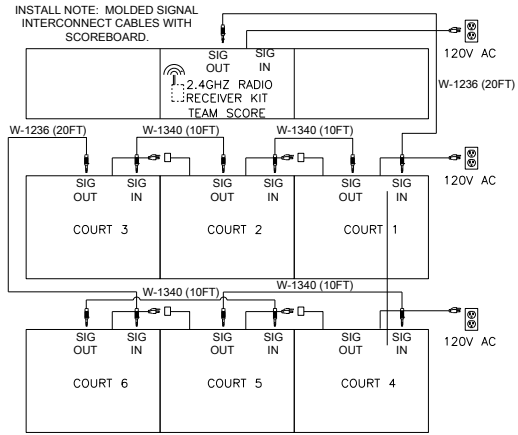 INSTALL NOTE: MOLDED SIGNAL
INTERCONNECT CABLES WITH
SCOREBOARD.
SIG OUT
SIG IN
120V AC
2.4GHZ RADIO
RECEIVER KIT
TEAM SCORE
W-1236 (20FT)
W-1236 (20FT)
W-1340 (10FT)
W-1340 (10FT)
SIG OUT
SIG IN
SIG OUT
SIG IN
SIG OUT
SIG IN
120V AC
COURT 3
COURT 2
COURT 1
W-1340 (10FT)
W-1340 (10FT)
SIG OUT
SIG IN
SIG OUT
SIG IN
SIG OUT
SIG IN
120V AC
COURT 6
COURT 5
COURT 4